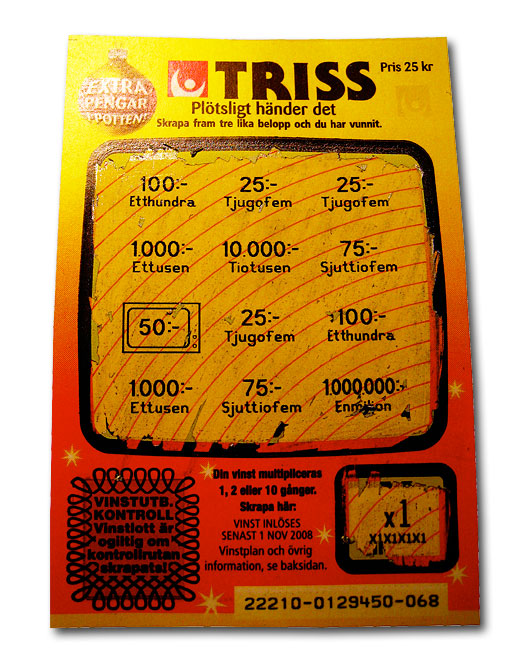 EXTRA
PENGAR
I POTTEN!
TRISS
Pris 25 kr
Plötsligt händer det
Skrapa fram tre lika belopp och du har vunnit.
100:- 25:- 25:-
Etthundra Tjugofem Tjugofem
1.000:- 10.000:- 75:-
Ettusen Tiotusen Sjuttiofem
50:- 25:- 100:-
Tjugofem Etthundra
1.000:- 75:- 1.000.000:-
Ettusen Sjuttiofem Enmiljon
VINSTUTB.
KONTROLL
Vinstlott är
ogiltig om
kontrollrutan
skrapats!
Din vinst multipliceras
1, 2 eller 10 gånger.
Skrapa här:
VINST INLÖSES
SENAST 1 NOV 2008
Vinstplan och övrig
information, se baksidan.
x1
x1x1x1x1
22210-0129450-068